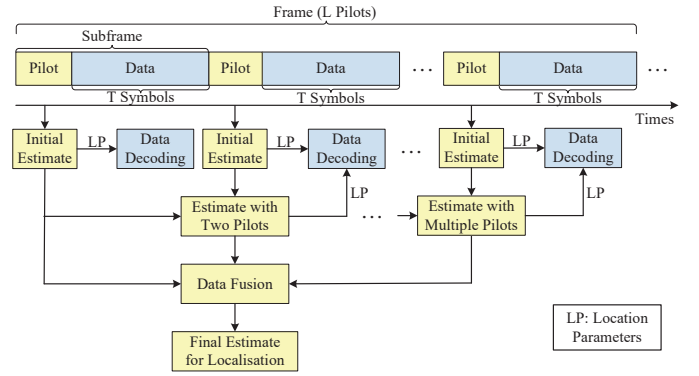 Frame (L Pilots)
Subframe
Pilot Data Pilot Data ... Pilot Data ...
T Symbols T Symbols T Symbols
Times
Initial Estimate
LP
Data Decoding
Initial Estimate
LP
Data Decoding
...
Initial Estimate
LP
Data Decoding
LP
LP
Estimate with
Two Pilots
...
Estimate with
Multiple Pilots
Data Fusion
Final Estimate
for Localisation
LP: Location
Parameters